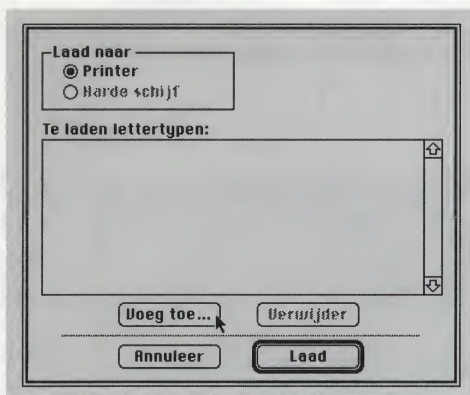 Laad naar
Printer
Harde schijf
Te laden lettertypen:
Voeg toe...
Verwijder
Annuleer
Laad